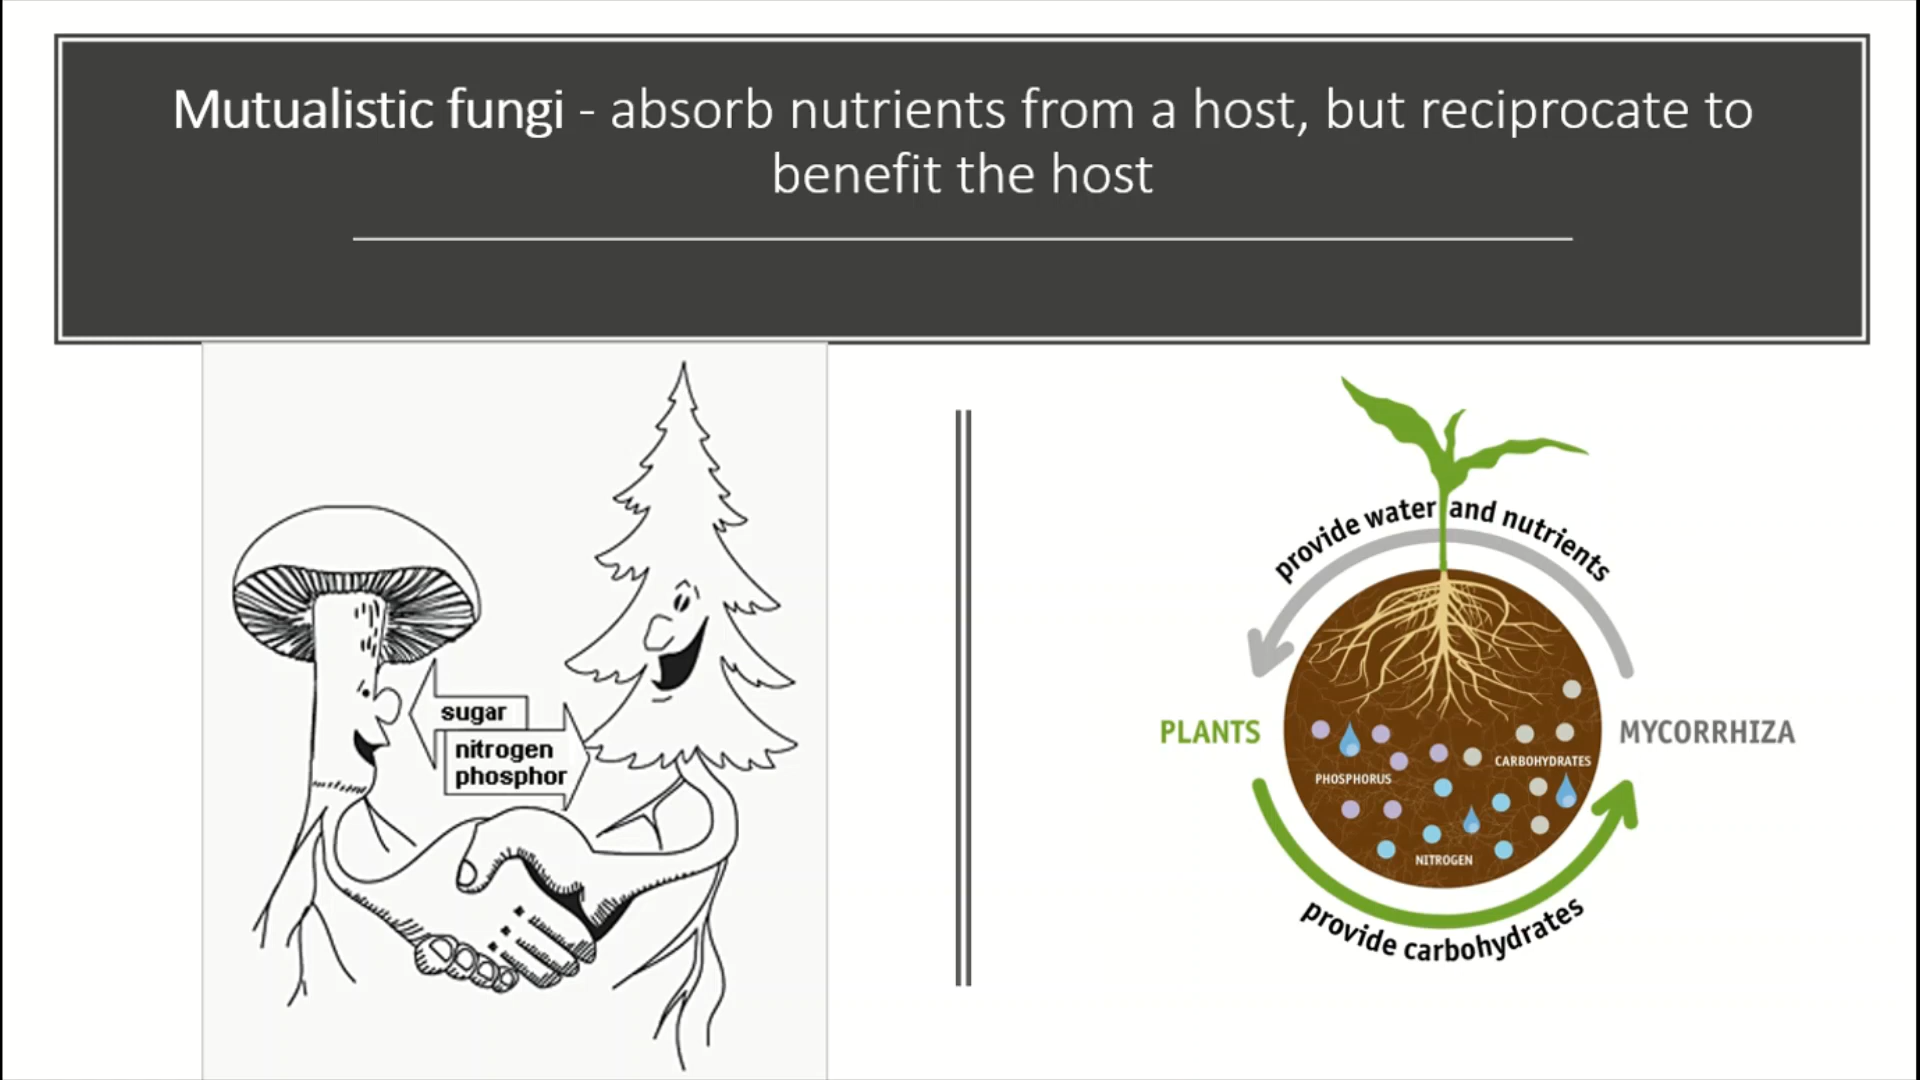 Mutualistic fungi - absorb nutrients from a host, but reciprocate to
benefit the host
sugar
nitrogen
phosphor
provide water and nutrients
PLANTS
MYCORRHIZA
CARBOHYDRATES
PHOSPHORUS
NITROGEN
provide carbohydrates